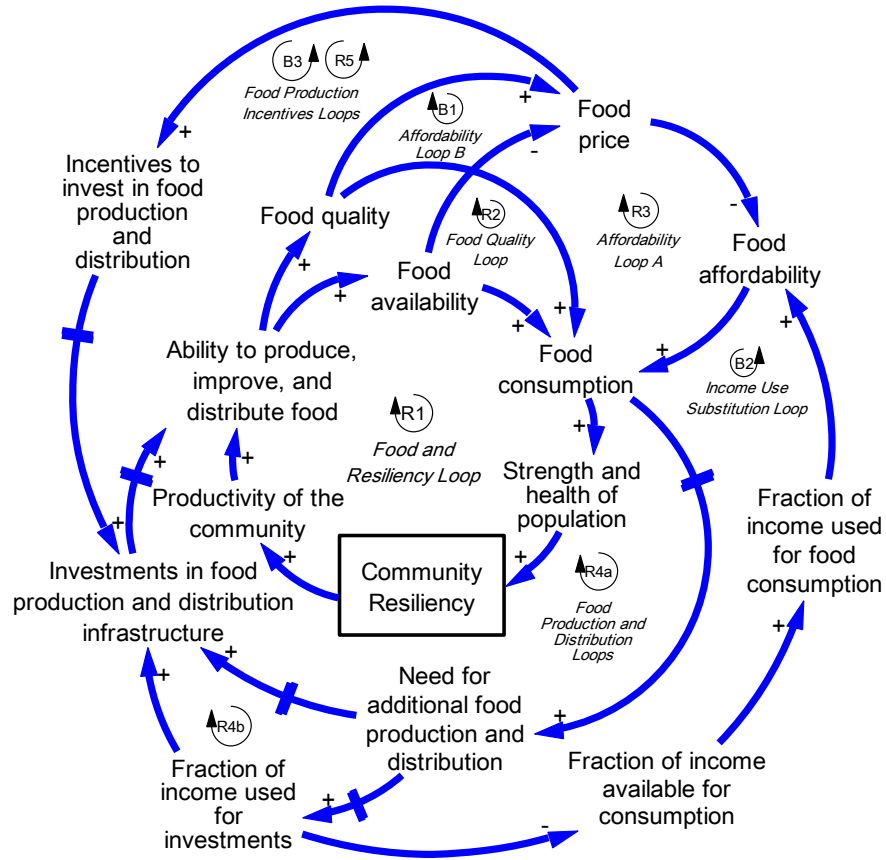 B3
R5
Food Production
Incentives Loops
+
+
B1
Affordability
Loop B
Food
price
-
Incentives to
invest in food
production
and
distribution
Food quality
R2
Food Quality
Loop
R3
Affordability
Loop A
-
Food
affordability
+
+
Food
availability
+
+
+
+
Food
consumption
B2
Income Use
Substitution Loop
Ability to produce,
improve, and
distribute food
R1
Food and
Resiliency Loop
+
+
+
Strength and
health of
population
Productivity of the
community
+
+
+
Community
Resiliency
R4a
Food
Production and
Distribution
Loops
Fraction of
income used
for food
consumption
Investments in food
production and distribution
infrastructure
+
+
+
Need for
additional food
production and
distribution
+
R4b
Fraction of
income used
for
investments
+
-
Fraction of income
available for
consumption